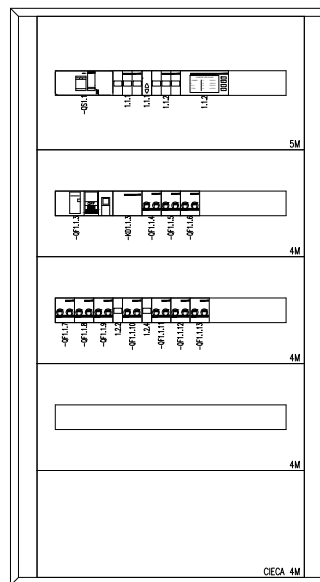 -QS1.1
1.1.1
1.1.1
1.1.2
1.1.2
5M
-QF1.1.3
-KD1.1.3
-QF1.1.4
-QF1.1.5
-QF1.1.6
4M
-QF1.1.7
-QF1.1.8
-QF1.1.9
1.2.2
-QF1.1.10
1.2.4
-QF1.1.11
-QF1.1.12
-QF1.1.13
4M
4M
CIECA 4M